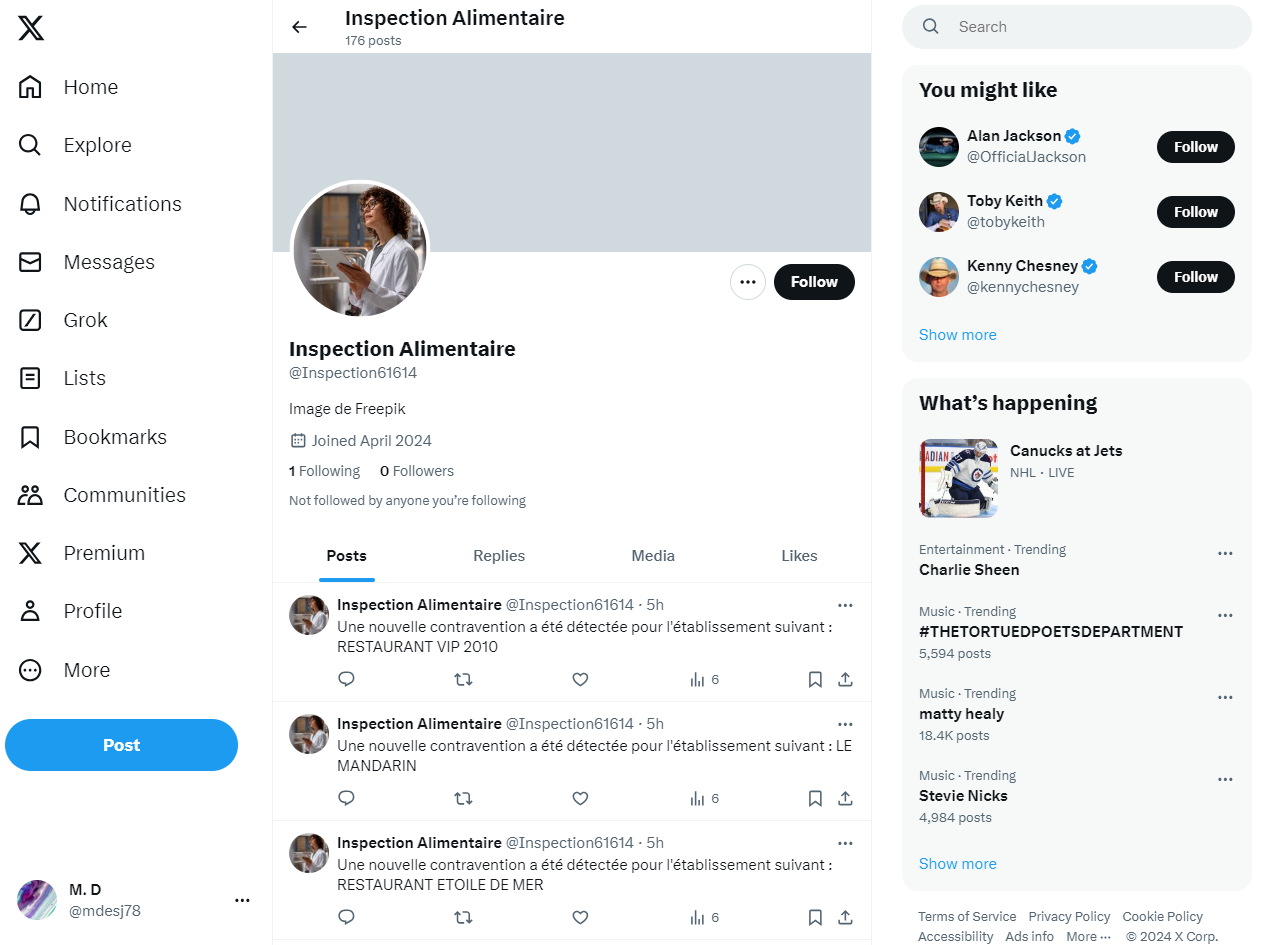 Home
Explore
Notifications
Messages
Grok
Lists
Bookmarks
Communities
Premium
Profile
More
Post
M. D
@mdesj78
Inspection Alimentaire
176 posts
Follow
Inspection Alimentaire
@Inspection61614
Image de Freepik
Joined April 2024
1 Following 0 Followers
Not followed by anyone you're following
Posts Replies Media Likes
Inspection Alimentaire @Inspection61614 · 5h
Une nouvelle contravention a été détectée pour l'établissement suivant :
RESTAURANT VIP 2010
6
Inspection Alimentaire @Inspection61614 · 5h
Une nouvelle contravention a été détectée pour l'établissement suivant : LE
MANDARIN
6
Inspection Alimentaire @Inspection61614 · 5h
Une nouvelle contravention a été détectée pour l'établissement suivant :
RESTAURANT ETOILE DE MER
6
Search
You might like
Alan Jackson
@OfficialJackson
Follow
Toby Keith
@tobykeith
Follow
Kenny Chesney
@kennychesney
Follow
Show more
What's happening
Canucks at Jets
NHL · LIVE
Entertainment · Trending
Charlie Sheen
Music · Trending
#THETORTUEDPOETSDEPARTMENT
5,594 posts
Music · Trending
matty healy
18.4K posts
Music · Trending
Stevie Nicks
4,984 posts
Show more
Terms of Service Privacy Policy Cookie Policy
Accessibility Ads info More ··· © 2024 X Corp.